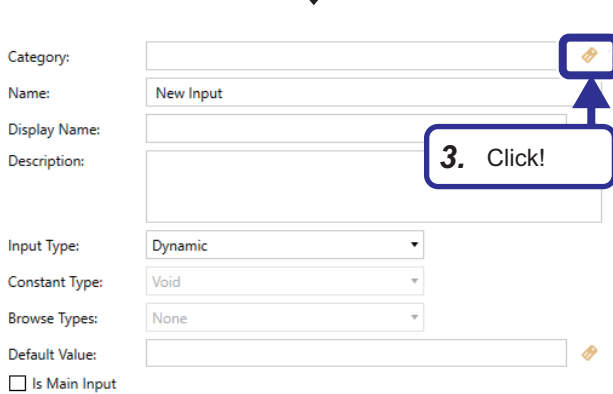 Category:
Name: New Input
Display Name:
Description:
3. Click!
Input Type: Dynamic
Constant Type: Void
Browse Types: None
Default Value:
Is Main Input